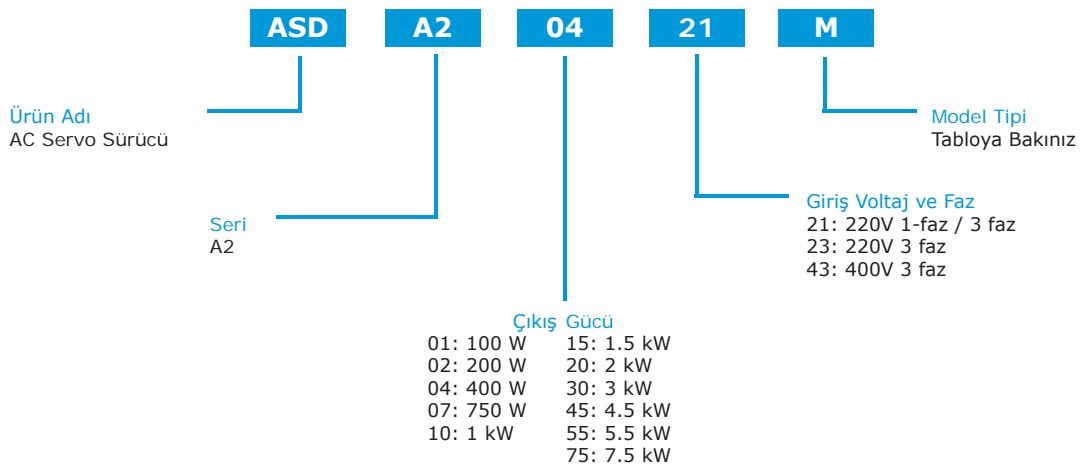 ASD A2 04 21 M
Ürün Adı
AC Servo Sürücü
Model Tipi
Tabloya Bakınız
Seri
A2
Giriş Voltaj ve Faz
21: 220V 1-faz / 3 faz
23: 220V 3 faz
43: 400V 3 faz
Çıkış Gücü
01: 100 W 15: 1.5 kW
02: 200 W 20: 2 kW
04: 400 W 30: 3 kW
07: 750 W 45: 4.5 kW
10: 1 kW 55: 5.5 kW
75: 7.5 kW